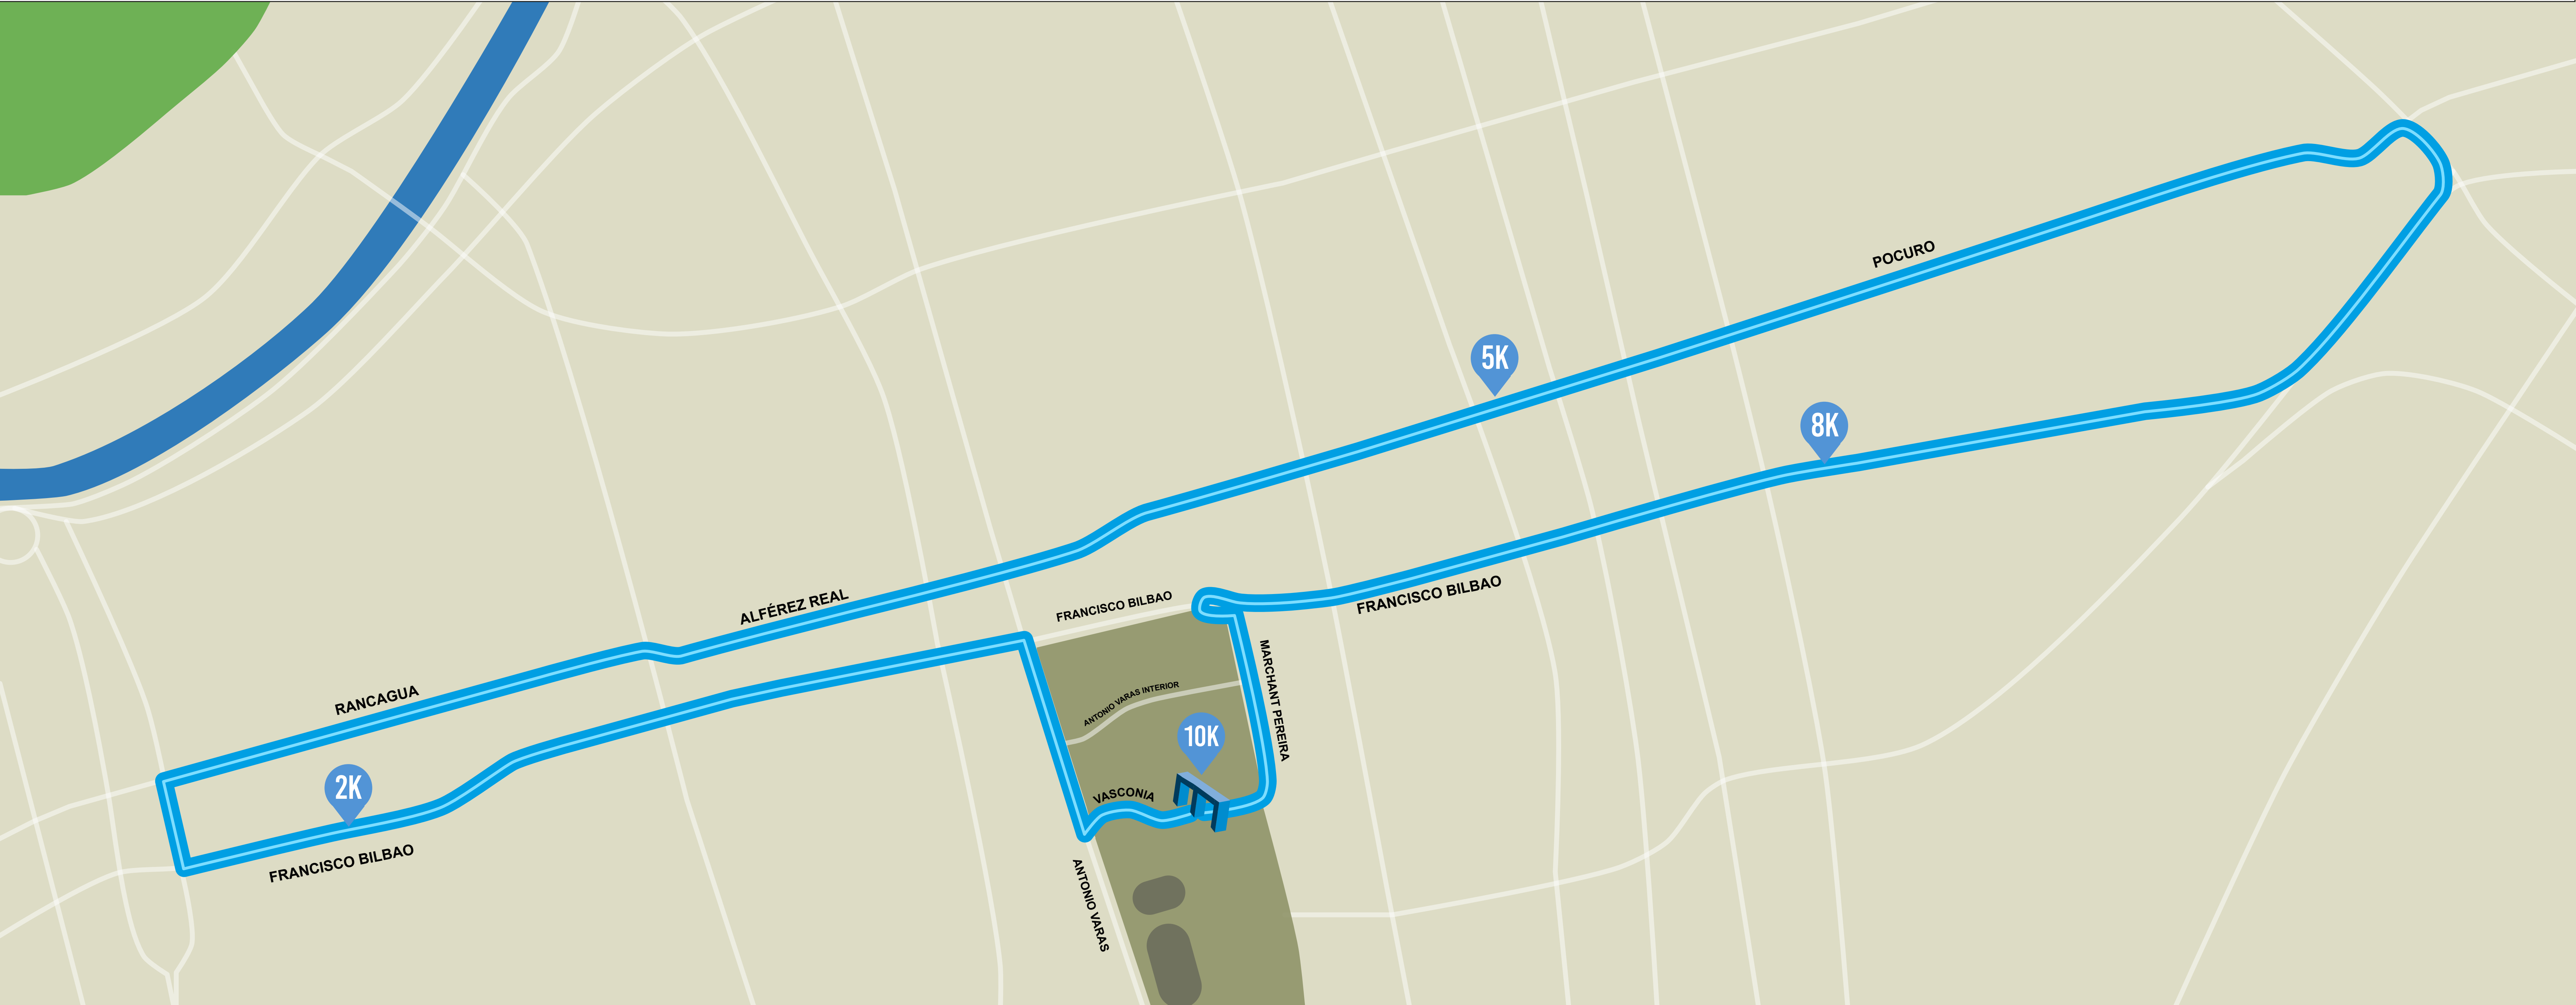 POCURO
5K
8K
FRANCISCO BILBAO
ALFÉREZ REAL
FRANCISCO BILBAO
MARCHANT PEREIRA
ANTONIO VARAS INTERIOR
RANCAGUA
10K
2K
VASCONIA
FRANCISCO BILBAO
ANTONIO VARAS